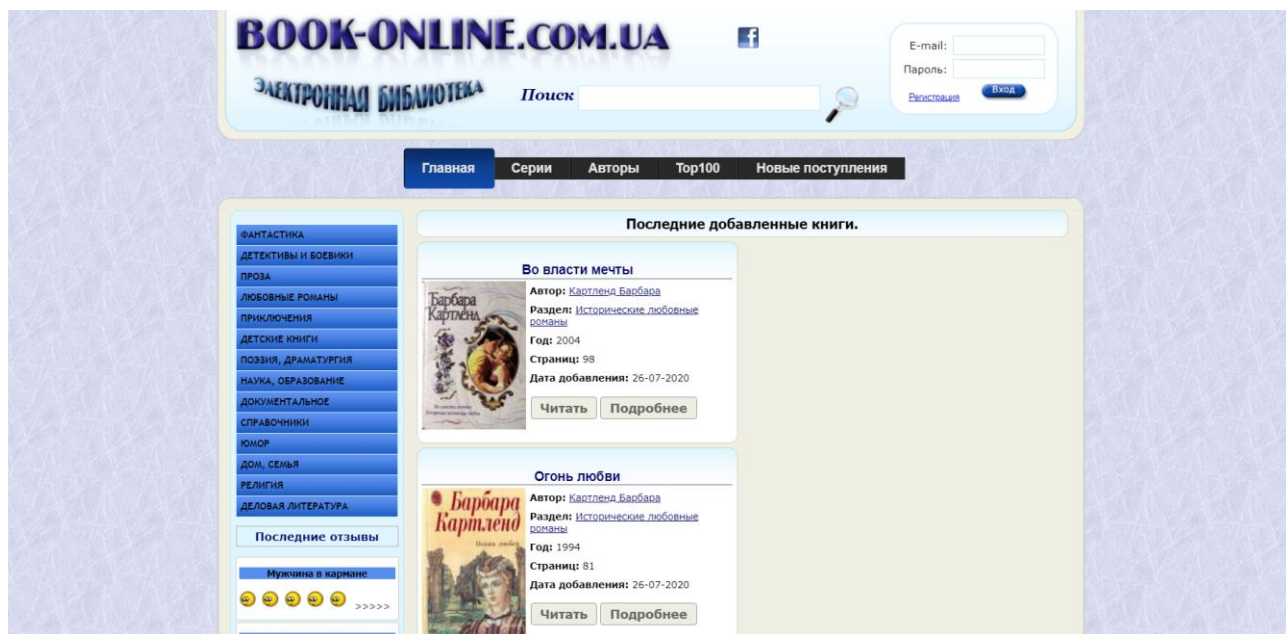 BOOK-ONLINE.COM.UA
f
E-mail:
Пароль:
ЭЛЕКТРОННАЯ БИБЛИОТЕКА
Поиск
Регистрация
Вход
Главная
Серии
Авторы
Top100
Новые поступления
ФАНТАСТИКА
ДЕТЕКТИВЫ И БОЕВИКИ
ПРОЗА
ЛЮБОВНЫЕ РОМАНЫ
ПРИКЛЮЧЕНИЯ
ДЕТСКИЕ КНИГИ
ПОЭЗИЯ, ДРАМАТУРГИЯ
НАУКА, ОБРАЗОВАНИЕ
ДОКУМЕНТАЛЬНОЕ
СПРАВОЧНИКИ
ЮМОР
ДОМ, СЕМЬЯ
РЕЛИГИЯ
ДЕЛОВАЯ ЛИТЕРАТУРА
Последние отзывы
Мужчина в кармане
>>>>>
Последние добавленные книги.
Во власти мечты
Барбара
Картленд
Автор: Картленд Барбара
Раздел: Исторические любовные
романы
Год: 2004
Страниц: 98
Дата добавления: 26-07-2020
Читать
Подробнее
Огонь любви
Барбара
Картленд
Огонь любви
Автор: Картленд Барбара
Раздел: Исторические любовные
романы
Год: 1994
Страниц: 81
Дата добавления: 26-07-2020
Читать
Подробнее